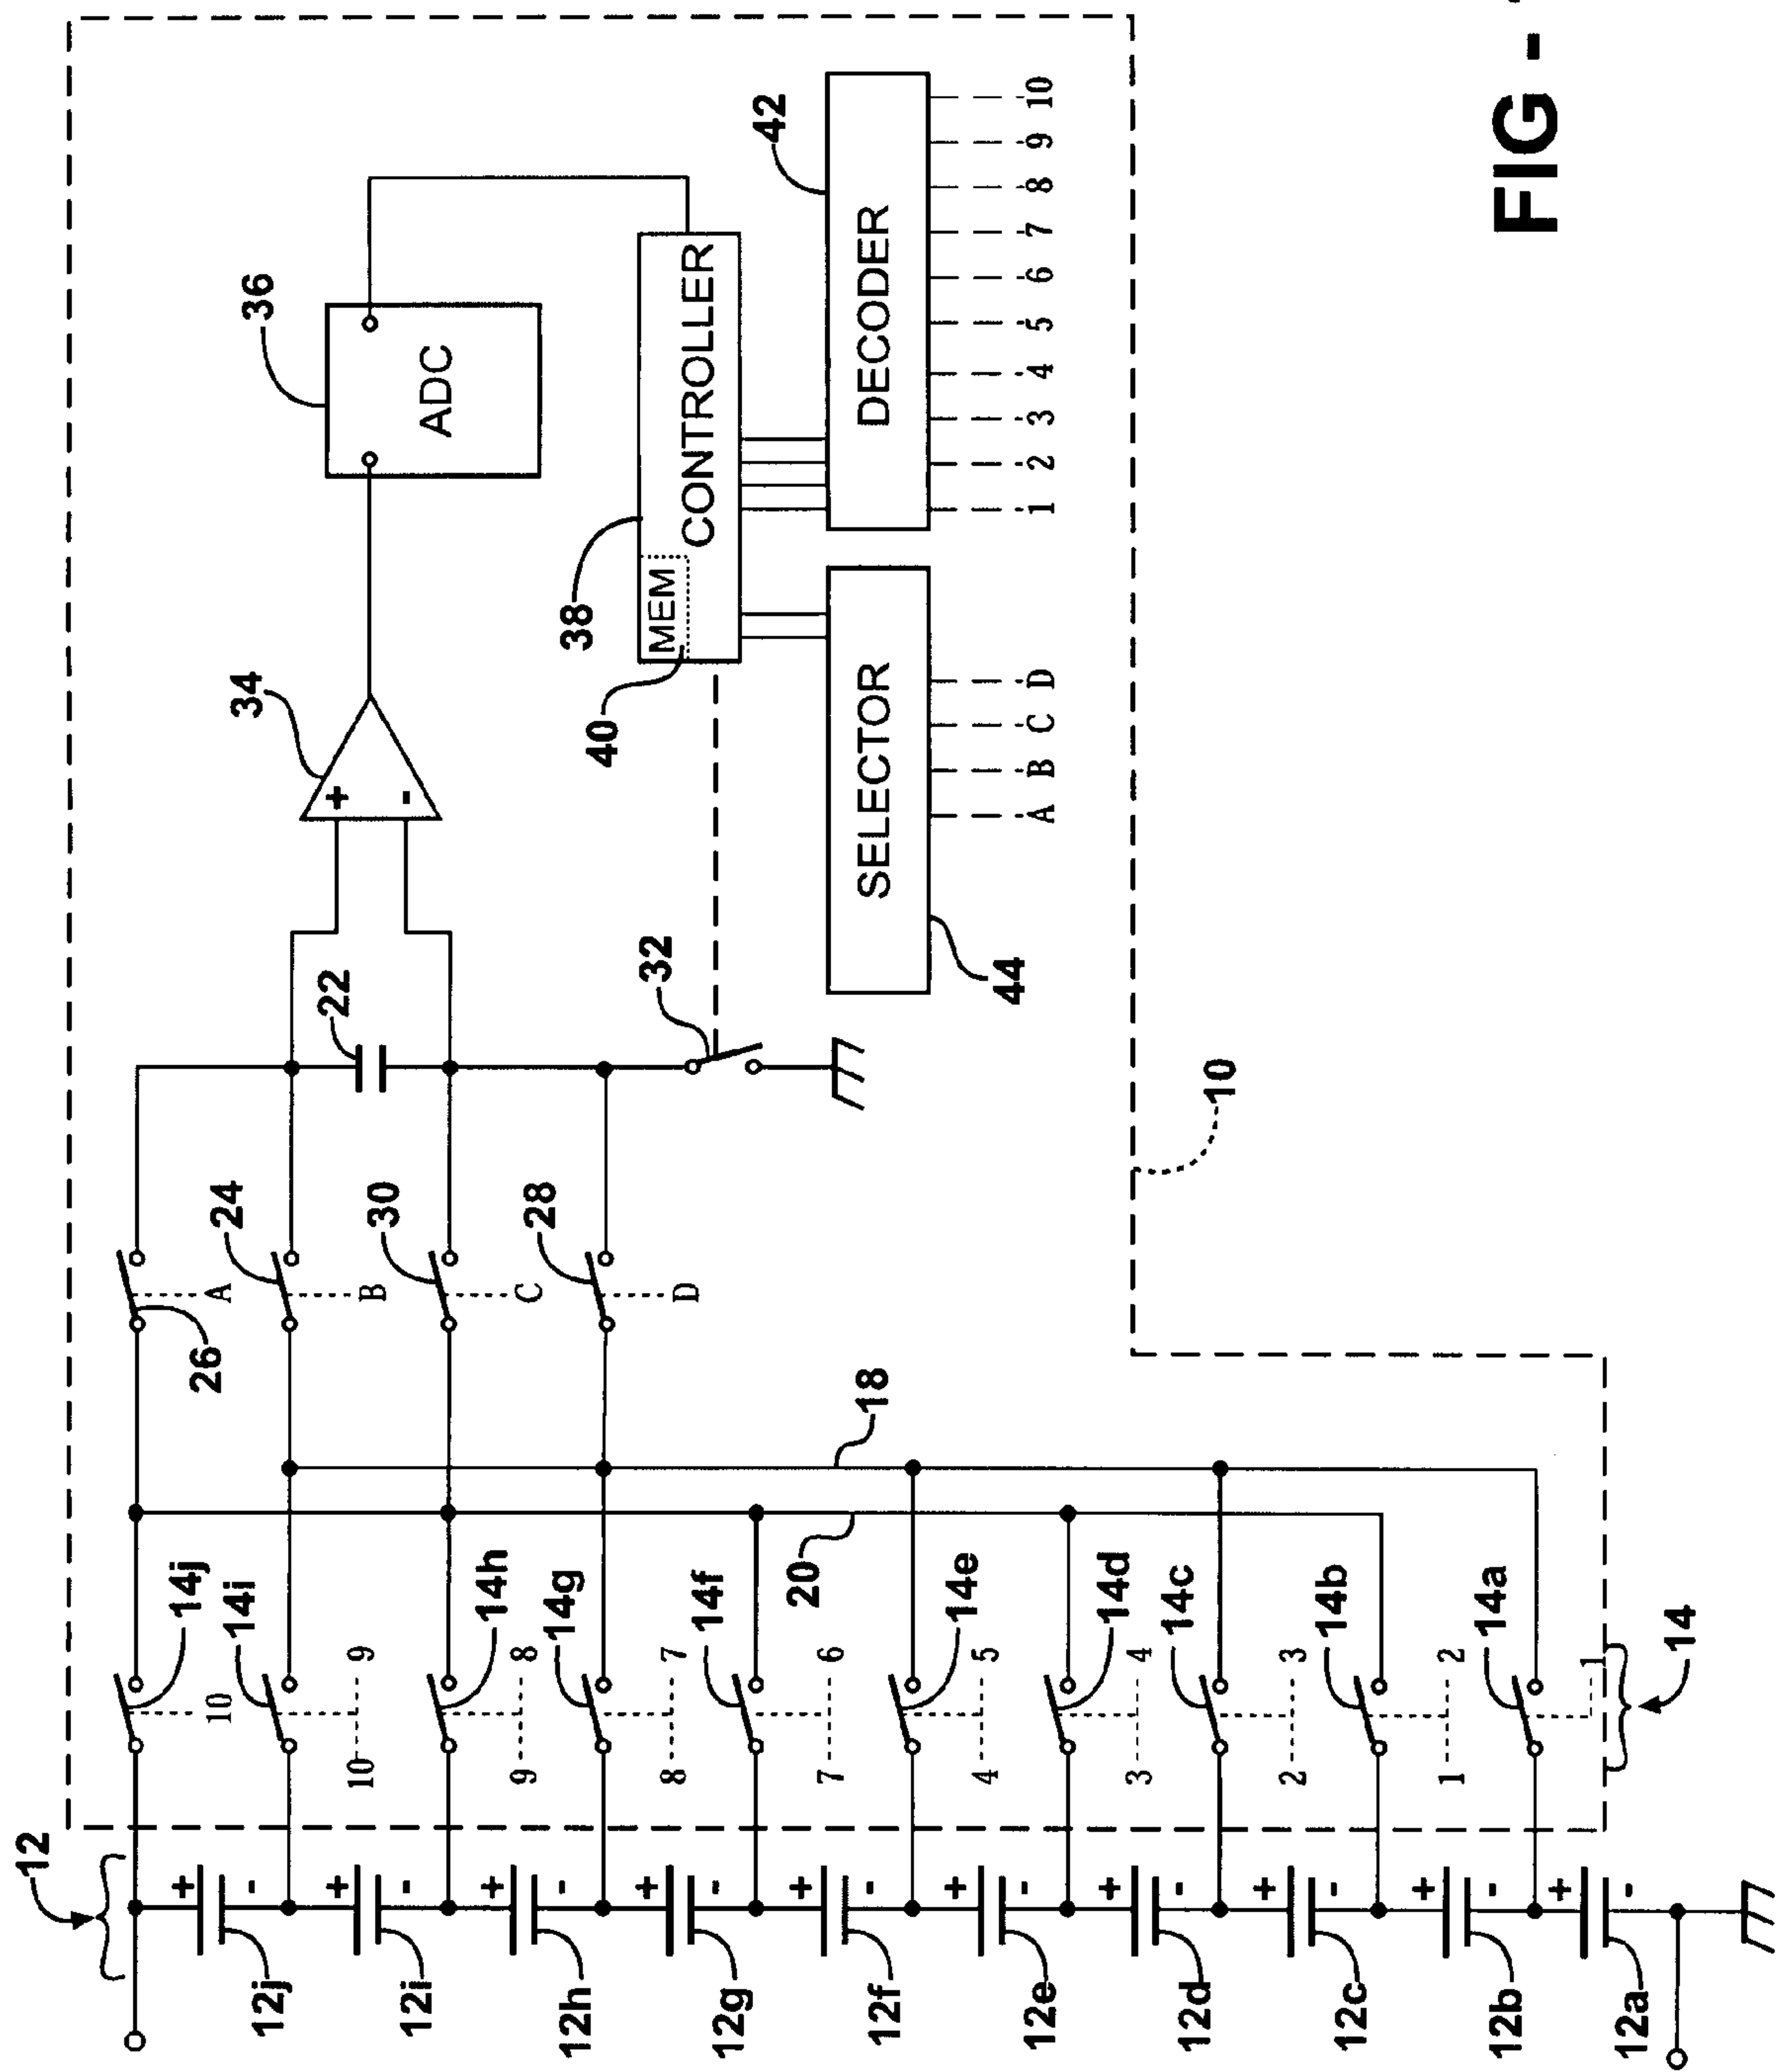 12
14j
26
24
34
36
10
A
+
-
12j
14i
22
+
-
10 9
B
30
+
-
12i
ADC
14h
9 8
C
28
+
-
12h
14g
38
40
32
MEM
8 7
D
CONTROLLER
+
-
12g
14f
42
20
7 6
18
SELECTOR
DECODER
+
-
12f
14e
4 5
44
+
-
12e
A B C D
1 2 3 4 5 6 7 8 9 10
14d
3 4
+
-
12d
14c
10
2 3
+
-
12c
14b
1 2
+
-
12b
14a
FIG -
1
+
-
12a
14